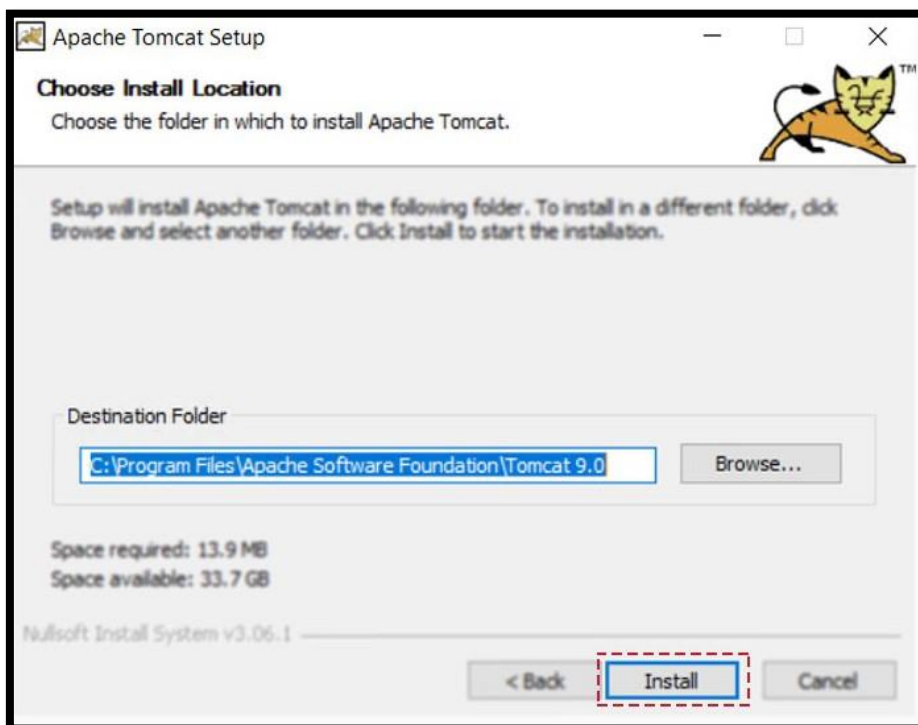 Apache Tomcat Setup
Choose Install Location
Choose the folder in which to install Apache Tomcat.
TM
Setup will install Apache Tomcat in the following folder. To install in a different folder, click
Browse and select another folder. Click Install to start the installation.
Destination Folder
C:\Program Files\Apache Software Foundation\Tomcat 9.0
Browse...
Space required: 13.9 MB
Space available: 33.7 GB
Nullsoft Install System v3.06.1
< Back
Install
Cancel